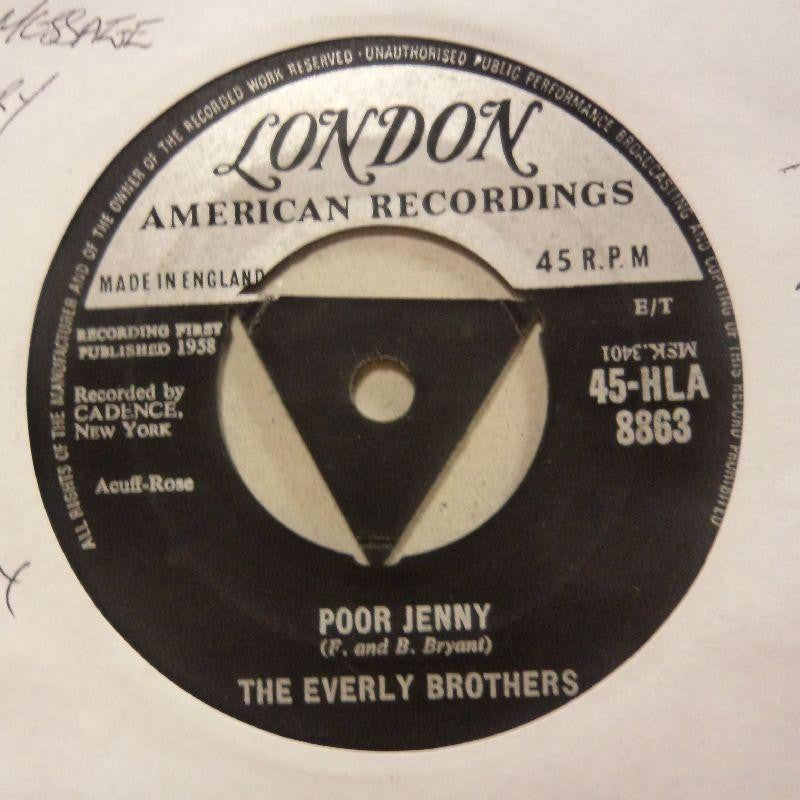 MESSAGE
RY
ALL RIGHTS OF THE MANUFACTURER AND OF THE OWNER OF THE RECORDED WORK RESERVED · UNAUTHORISED PUBLIC PERFORMANCE BROADCASTING AND COPYING OF THIS RECORD PROHIBITED
LONDON
AMERICAN RECORDINGS
MADE IN ENGLAND
45 R.P.M
E/T
RECORDING FIRST
PUBLISHED 1958
MSK.3401
Recorded by
CADENCE,
NEW YORK
45-HLA
8863
Acuff-Rose
POOR JENNY
(F. and B. Bryant)
THE EVERLY BROTHERS